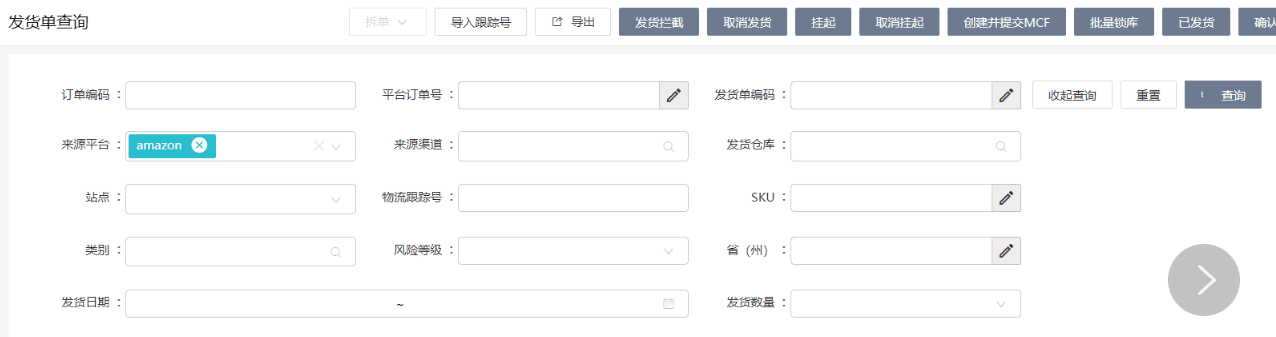 发货单查询 拆单 导入跟踪号 导出 发货拦截 取消发货 挂起 取消挂起 创建并提交MCF 批量锁库 已发货 确认
订单编码 : 平台订单号 : 发货单编码 : 收起查询 重置 查询
来源平台 : amazon 来源渠道 : 发货仓库 :
站点 : 物流跟踪号 : SKU :
类别 : 风险等级 : 省（州） :
发货日期 : ~ 发货数量 :